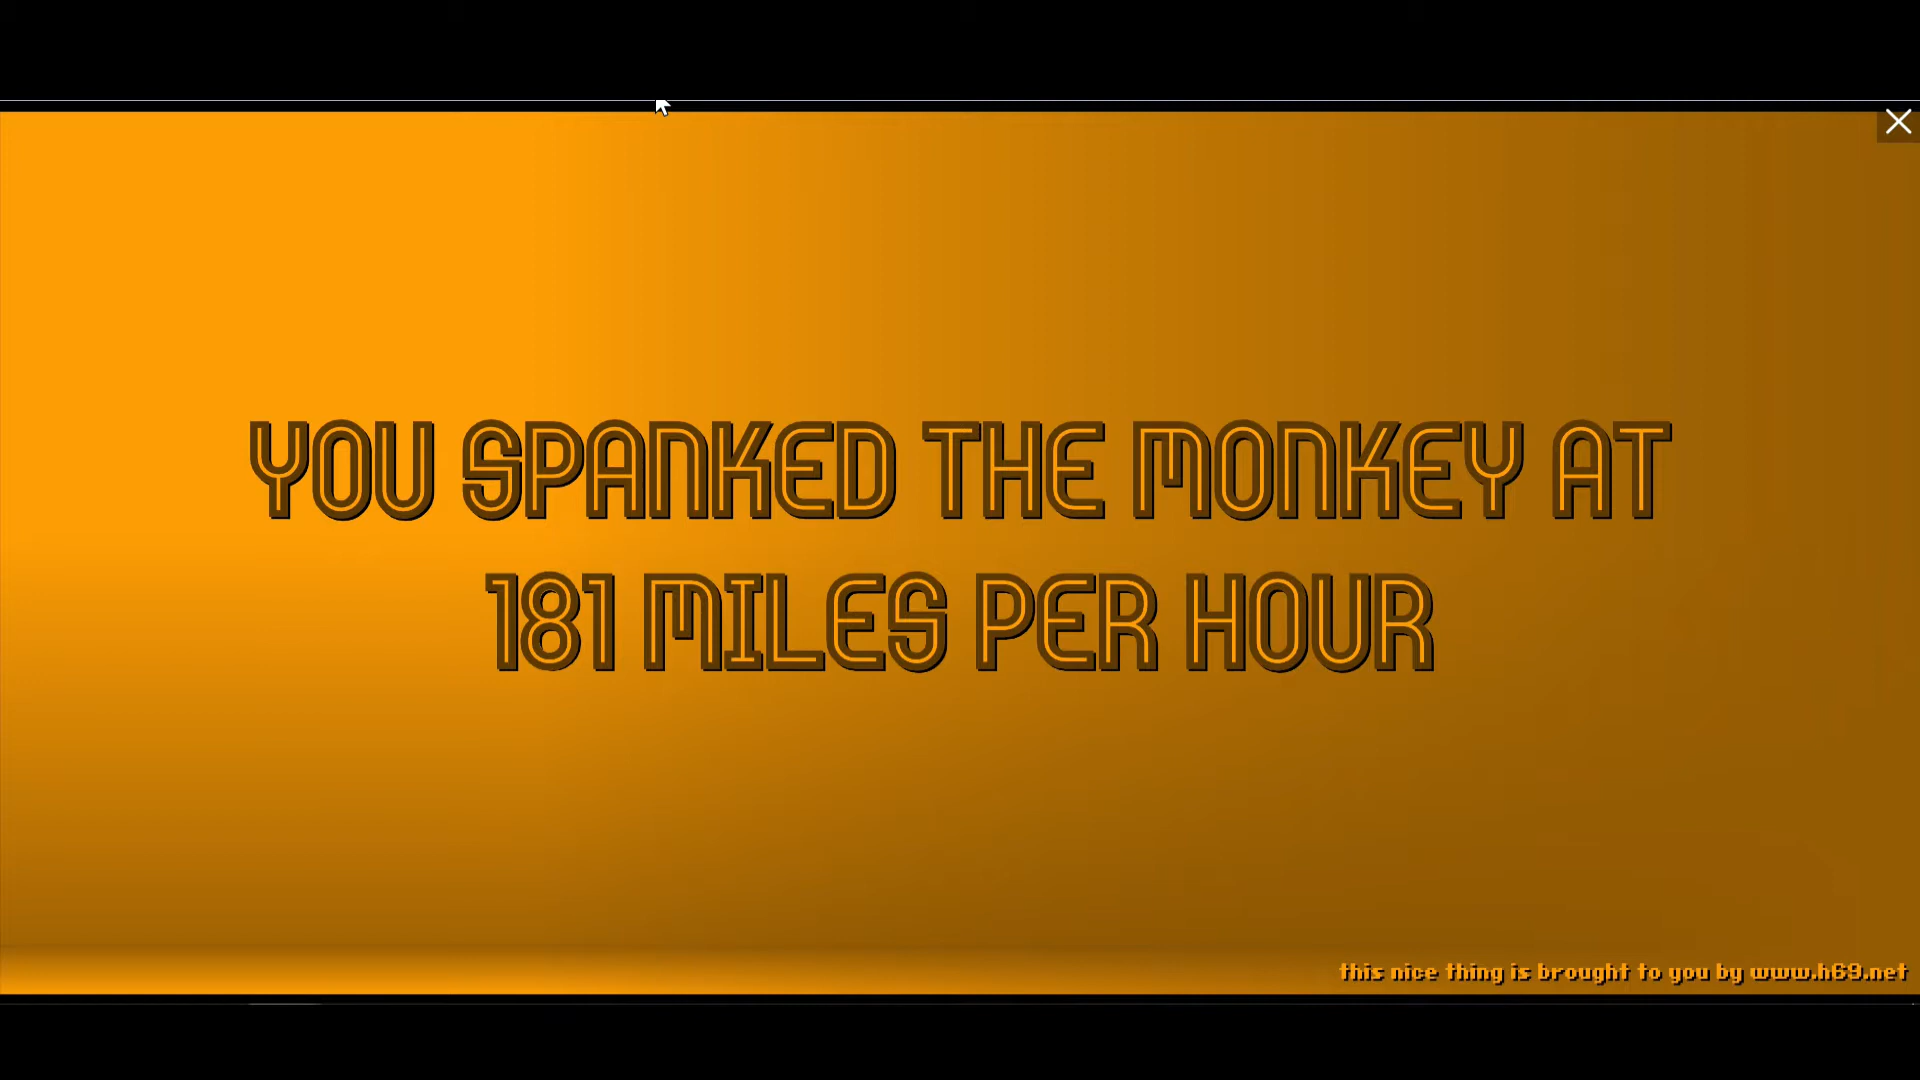 YOU SPANKED THE MONKEY AT
181 MILES PER HOUR
this nice thing is brought to you by www.h69.net